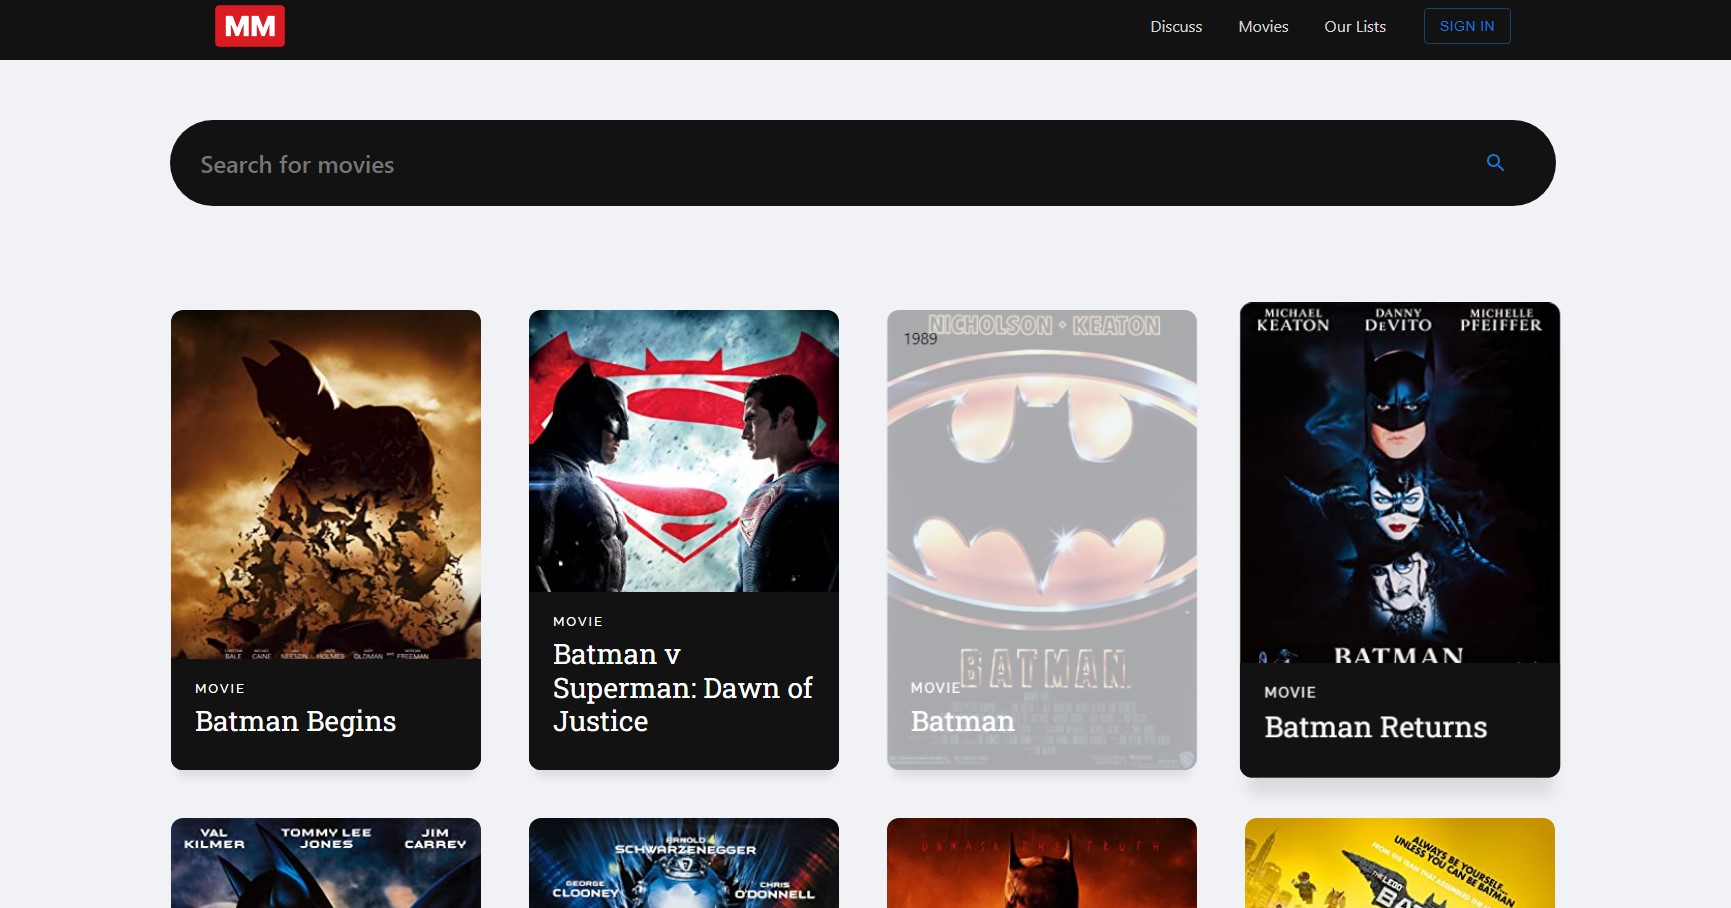 MM
Discuss
Movies
Our Lists
SIGN IN
Search for movies
MOVIE
Batman Begins
MOVIE
Batman v
Superman: Dawn of
Justice
NICHOLSON · KEATON
1989
BATMAN
MOVIE
Batman
MICHAEL KEATON
DANNY DEVITO
MICHELLE PFEIFFER
BATMAN
MOVIE
Batman Returns
VAL KILMER
TOMMY LEE JONES
JIM CARREY
ARNOLD
SCHWARZENEGGER
GEORGE CLOONEY
CHRIS O'DONNELL
UNMASK THE TRUTH
ALWAYS BE YOURSELF...
UNLESS YOU CAN BE BATMAN
THE LEGO